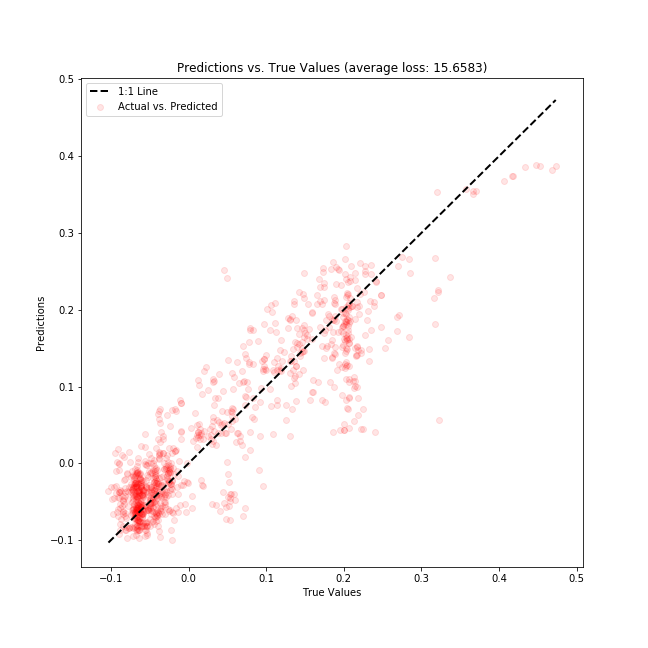 Predictions vs. True Values (average loss: 15.6583)
1:1 Line
Actual vs. Predicted
0.5
0.4
0.3
0.2
0.1
0.0
−0.1
Predictions
−0.1 0.0 0.1 0.2 0.3 0.4 0.5
True Values